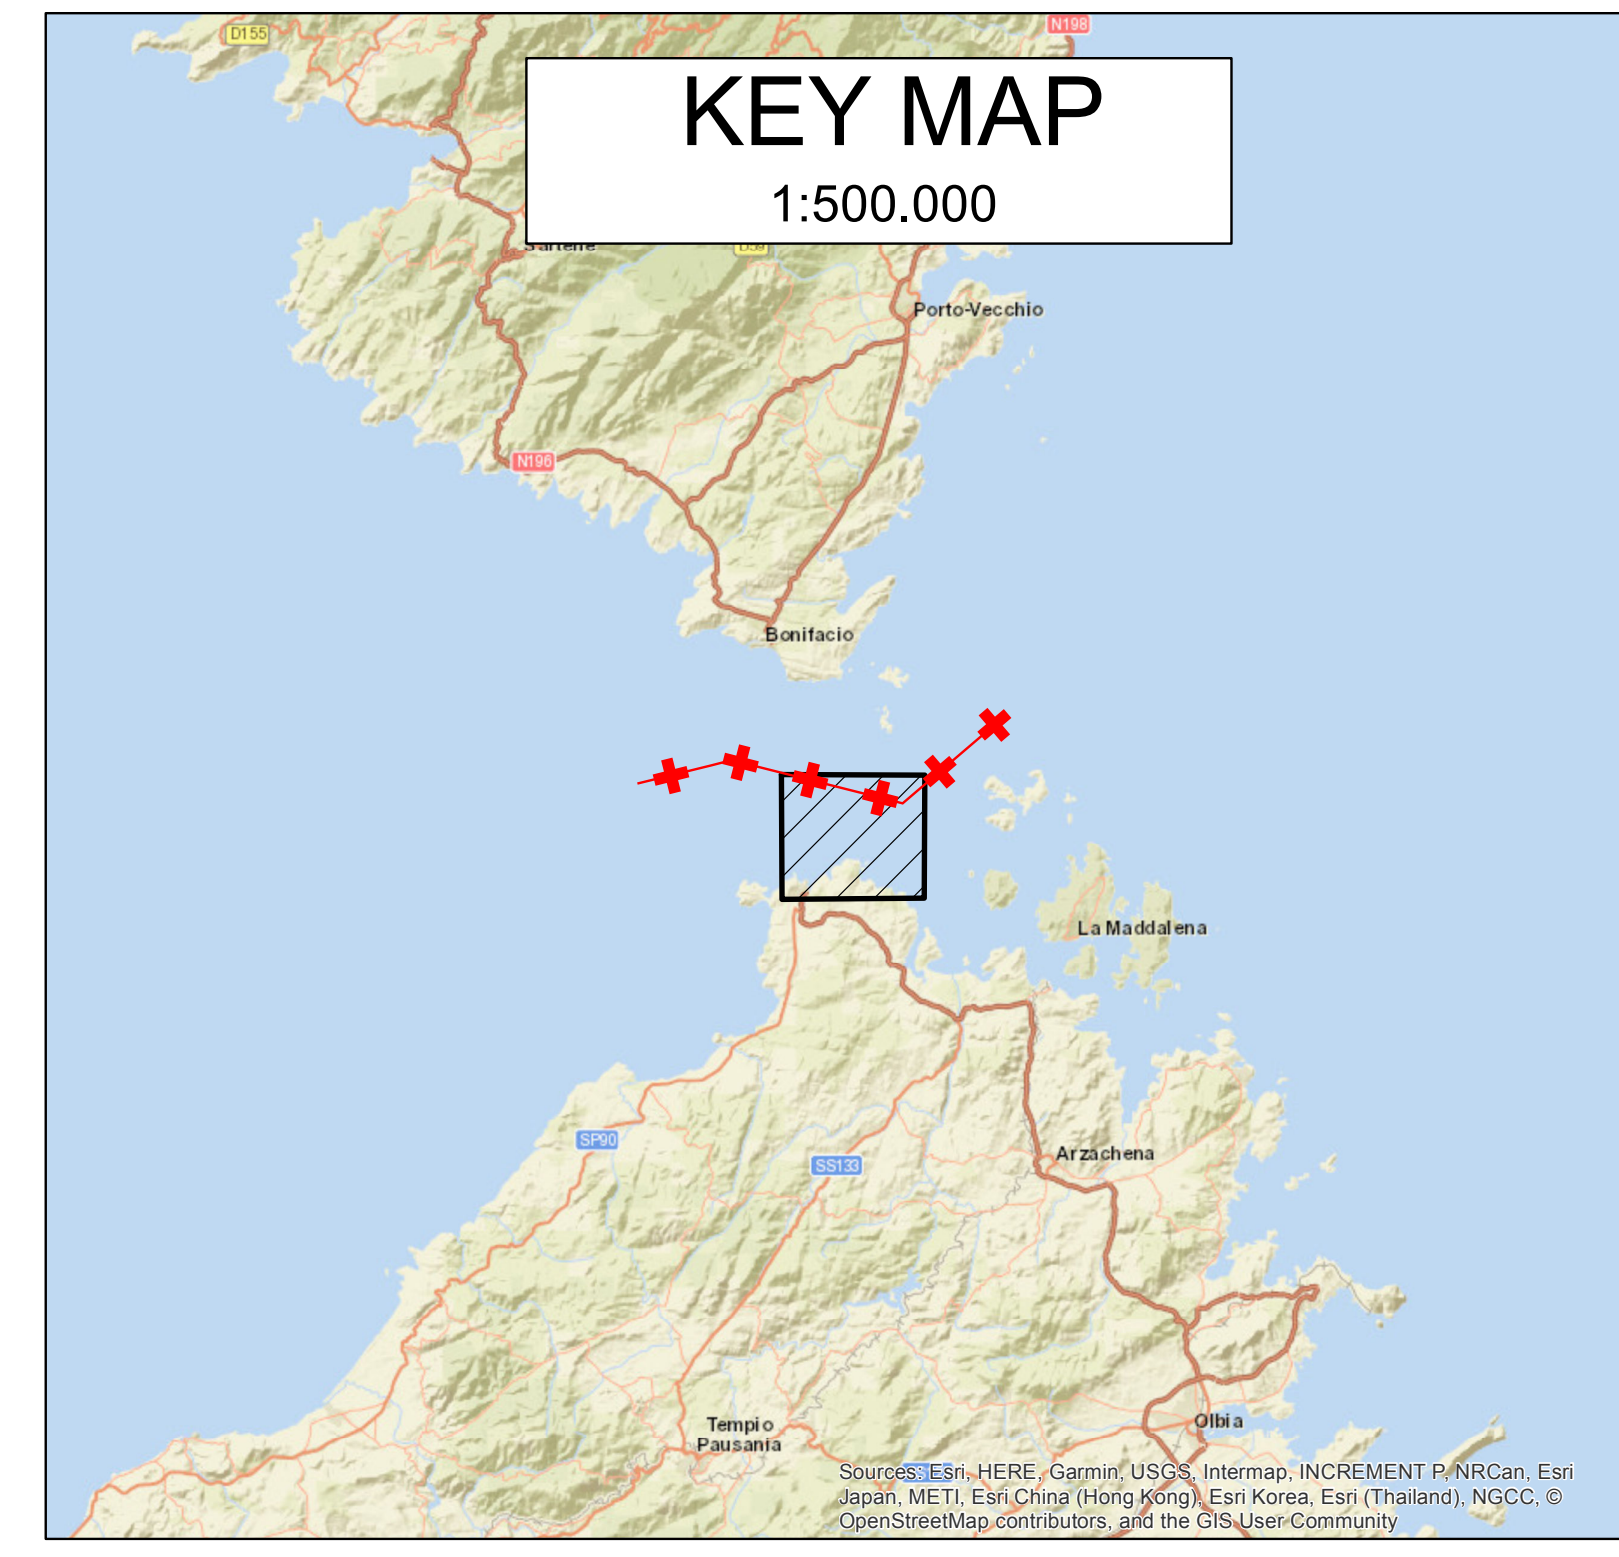 D155
N198
KEY MAP
1:500.000
Porto-Vecchio
N196
Bonifacio
La Maddalena
SP90
Arzachena
SS133
Olbia
Tempio
Pausania
Sources: Esri, HERE, Garmin, USGS, Intermap, INCREMENT P, NRCan, Esri
Japan, METI, Esri China (Hong Kong), Esri Korea, Esri (Thailand), NGCC, ©
OpenStreetMap contributors, and the GIS User Community